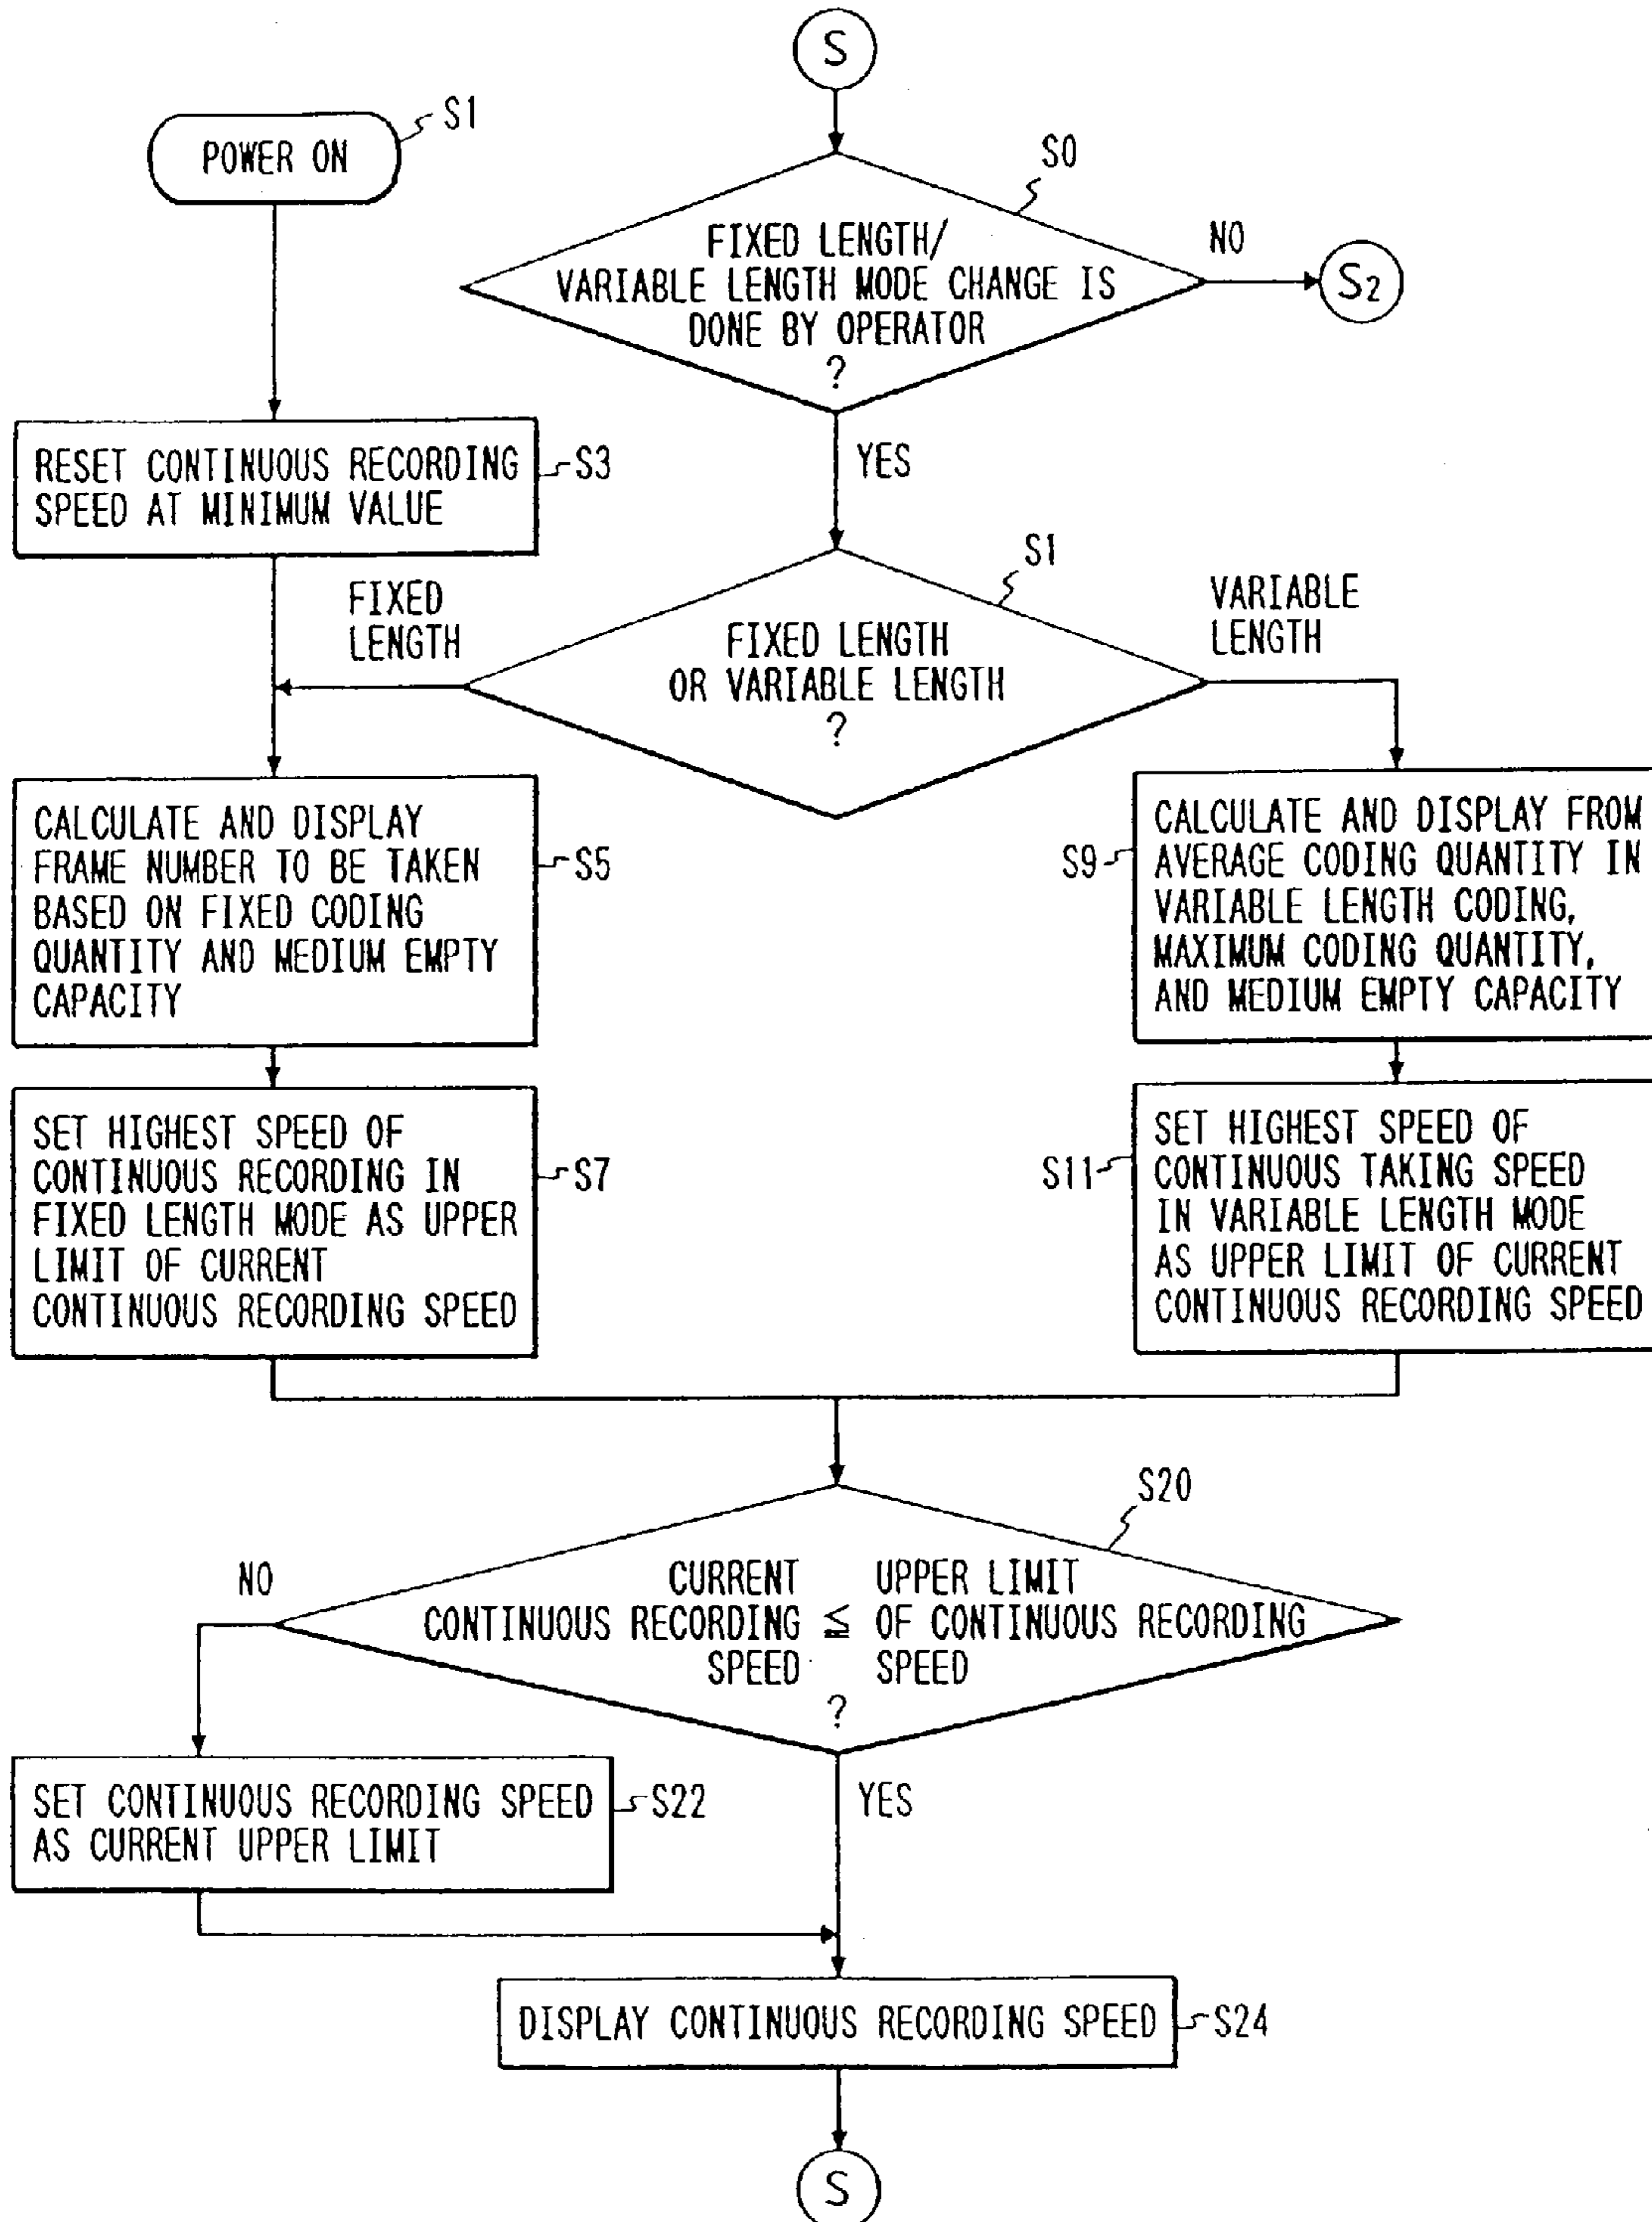 S
S1
POWER ON
S0
FIXED LENGTH/
VARIABLE LENGTH MODE CHANGE IS
DONE BY OPERATOR
?
NO
S2
YES
RESET CONTINUOUS RECORDING
SPEED AT MINIMUM VALUE
S3
S1
FIXED
LENGTH
FIXED LENGTH
OR VARIABLE LENGTH
?
VARIABLE
LENGTH
CALCULATE AND DISPLAY
FRAME NUMBER TO BE TAKEN
BASED ON FIXED CODING
QUANTITY AND MEDIUM EMPTY
CAPACITY
S5
S9
CALCULATE AND DISPLAY FROM
AVERAGE CODING QUANTITY IN
VARIABLE LENGTH CODING,
MAXIMUM CODING QUANTITY,
AND MEDIUM EMPTY CAPACITY
SET HIGHEST SPEED OF
CONTINUOUS RECORDING IN
FIXED LENGTH MODE AS UPPER
LIMIT OF CURRENT
CONTINUOUS RECORDING SPEED
S7
S11
SET HIGHEST SPEED OF
CONTINUOUS TAKING SPEED
IN VARIABLE LENGTH MODE
AS UPPER LIMIT OF CURRENT
CONTINUOUS RECORDING SPEED
S20
NO
CURRENT UPPER LIMIT
CONTINUOUS RECORDING ≦ OF CONTINUOUS RECORDING
SPEED SPEED
?
YES
SET CONTINUOUS RECORDING SPEED
AS CURRENT UPPER LIMIT
S22
DISPLAY CONTINUOUS RECORDING SPEED
S24
S